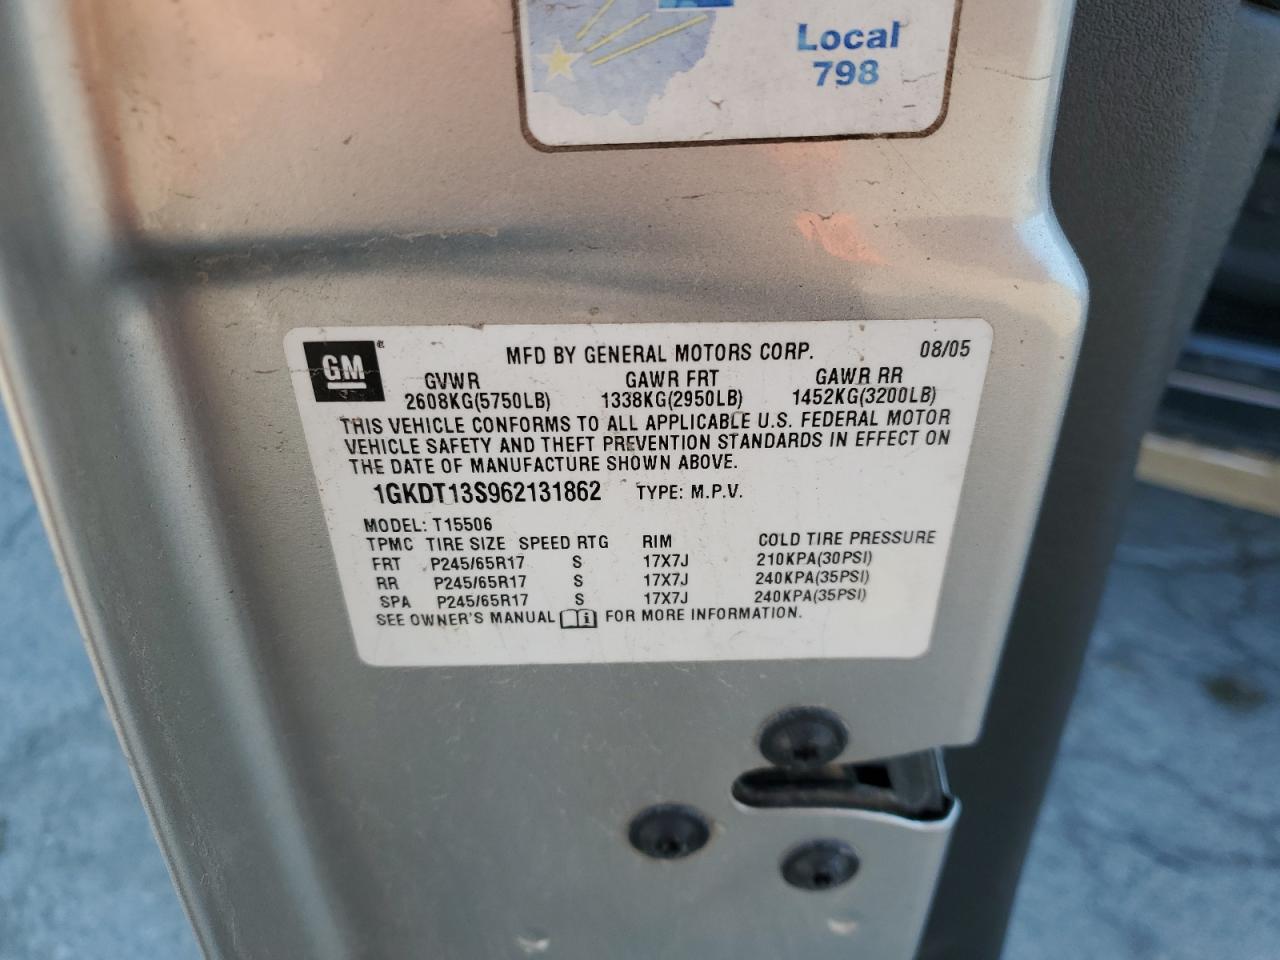 Local
798
GM
MFD BY GENERAL MOTORS CORP. 08/05
GVWR GAWR FRT GAWR RR
2608KG(5750LB) 1338KG(2950LB) 1452KG(3200LB)
THIS VEHICLE CONFORMS TO ALL APPLICABLE U.S. FEDERAL MOTOR
VEHICLE SAFETY AND THEFT PREVENTION STANDARDS IN EFFECT ON
THE DATE OF MANUFACTURE SHOWN ABOVE.
1GKDT13S962131862 TYPE: M.P.V.
MODEL: T15506
TPMC TIRE SIZE SPEED RTG RIM COLD TIRE PRESSURE
FRT P245/65R17 S 17X7J 210KPA(30PSI)
RR P245/65R17 S 17X7J 240KPA(35PSI)
SPA P245/65R17 S 17X7J 240KPA(35PSI)
SEE OWNER'S MANUAL FOR MORE INFORMATION.